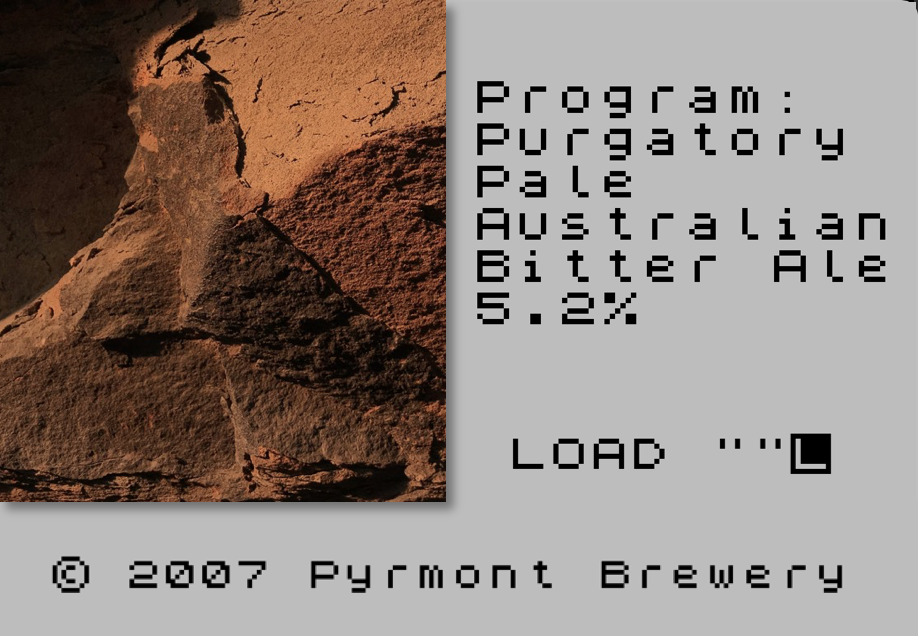 Program:
Purgatory
Pale
Australian
Bitter Ale
5.2%
LOAD ""L
© 2007 Pyrmont Brewery